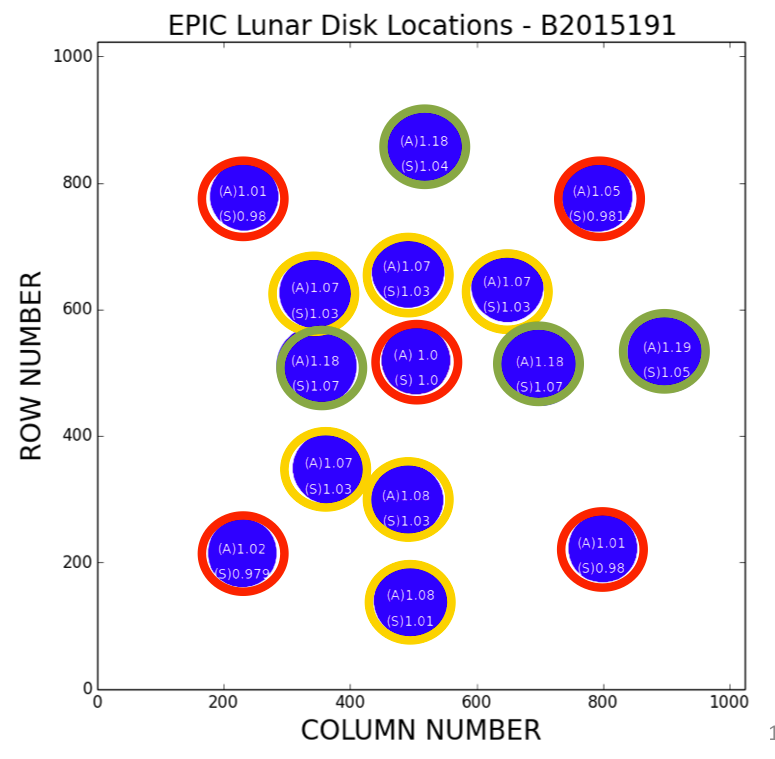 EPIC Lunar Disk Locations - B2015191
1000
800
600
400
200
0
ROW NUMBER
(A)1.18
(S)1.04
(A)1.01
(S)0.98
(A)1.05
(S)0.981
(A)1.07
(S)1.03
(A)1.07
(S)1.03
(A)1.07
(S)1.03
(A)1.18
(S)1.07
(A) 1.0
(S) 1.0
(A)1.18
(S)1.07
(A)1.19
(S)1.05
(A)1.07
(S)1.03
(A)1.08
(S)1.03
(A)1.02
(S)0.979
(A)1.01
(S)0.98
(A)1.08
(S)1.01
0 200 400 600 800 1000
COLUMN NUMBER
1